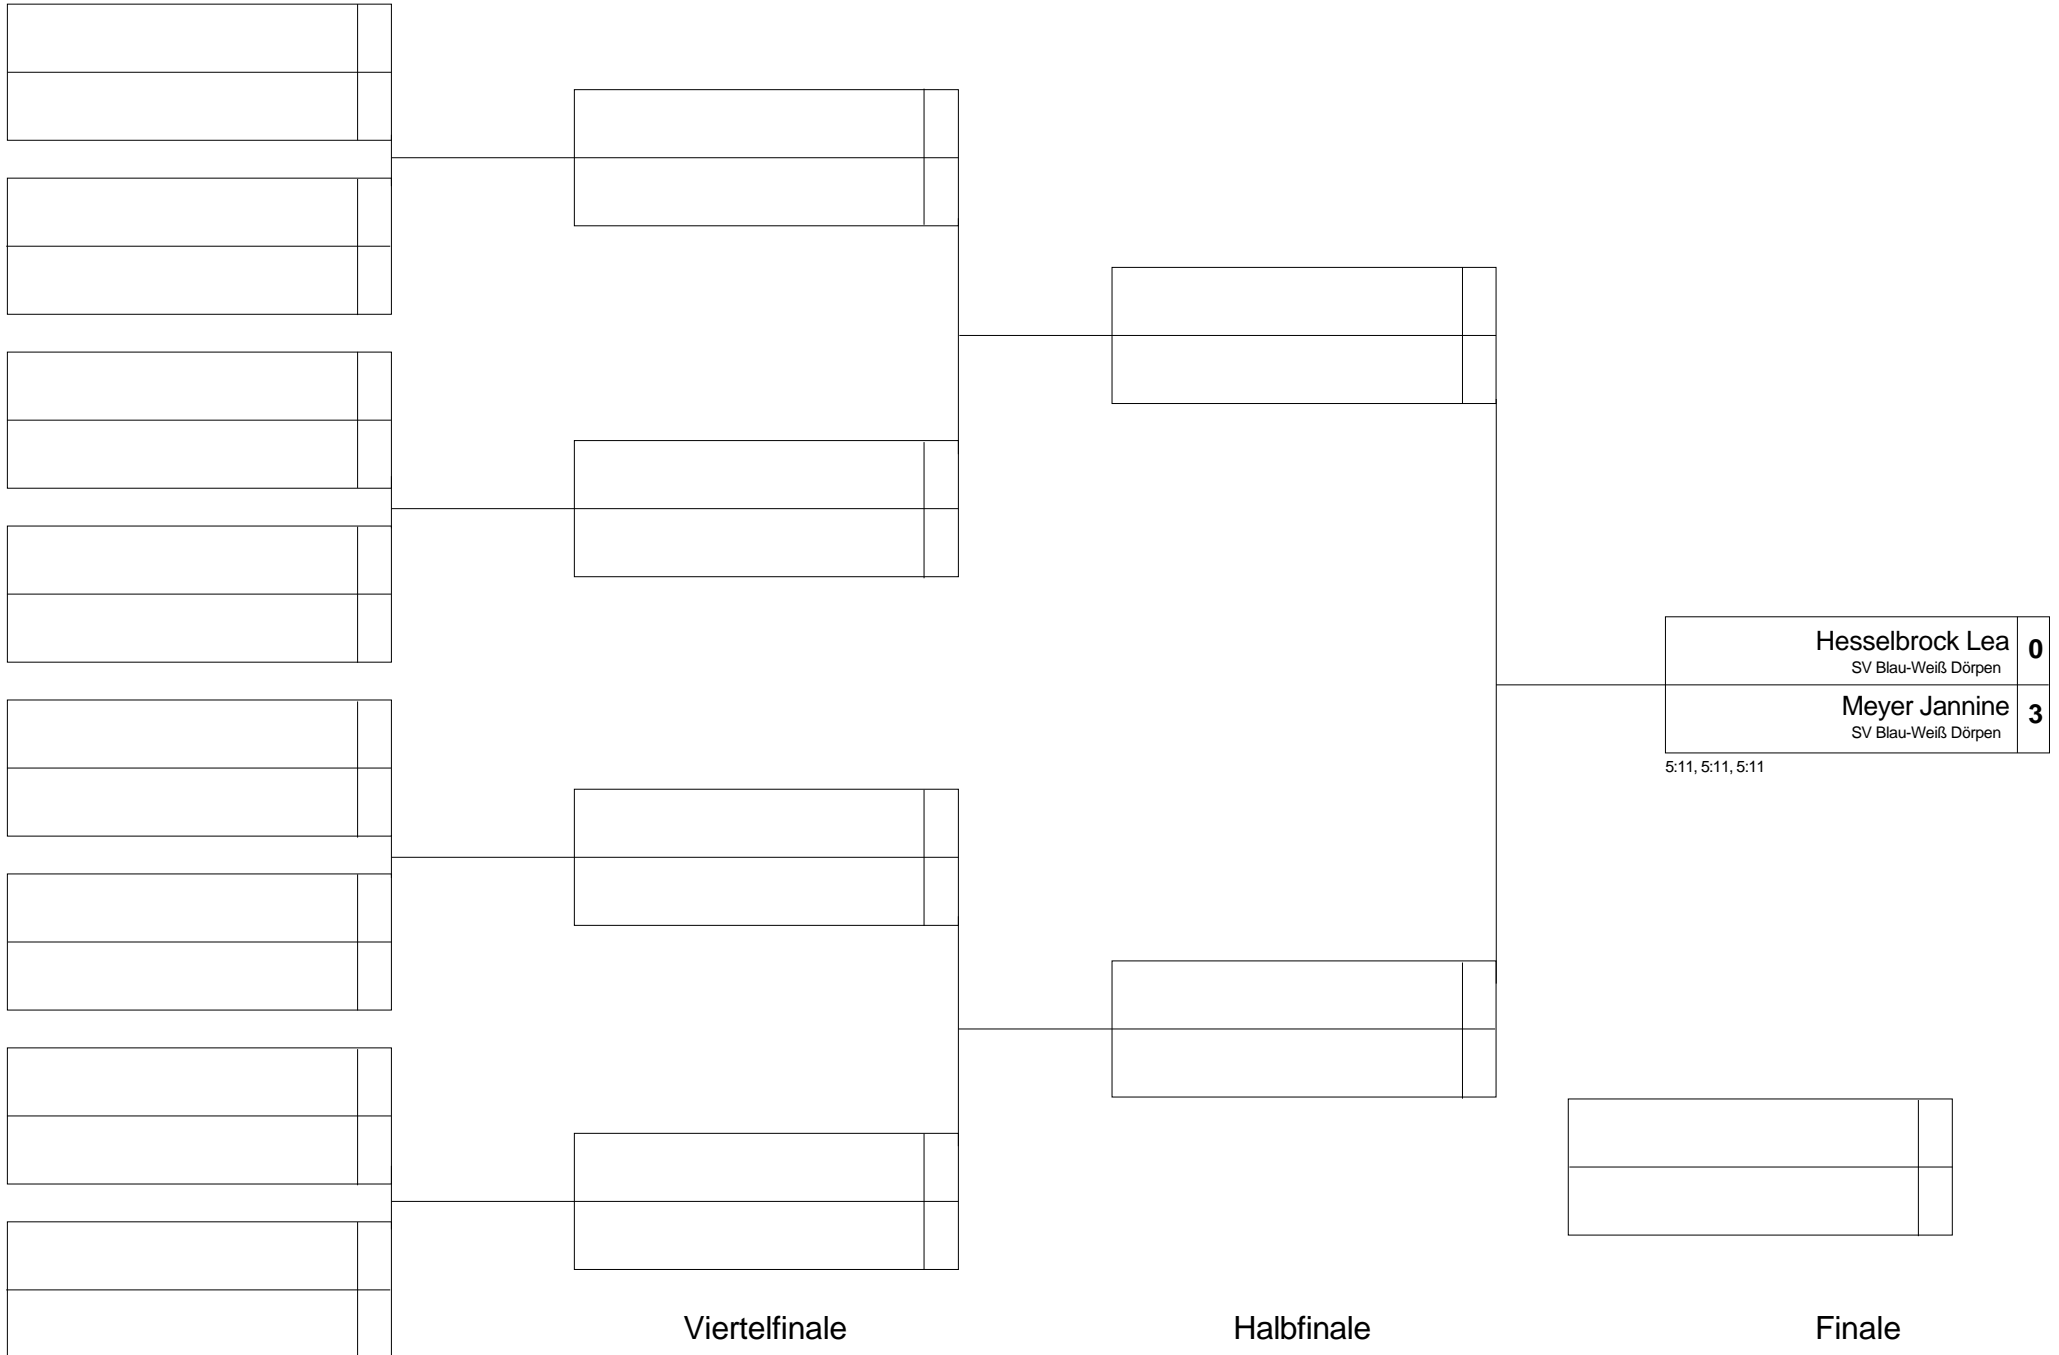 Hesselbrock Lea 0
SV Blau-Weiß Dörpen
Meyer Jannine 3
SV Blau-Weiß Dörpen
5:11, 5:11, 5:11
Viertelfinale Halbfinale Finale